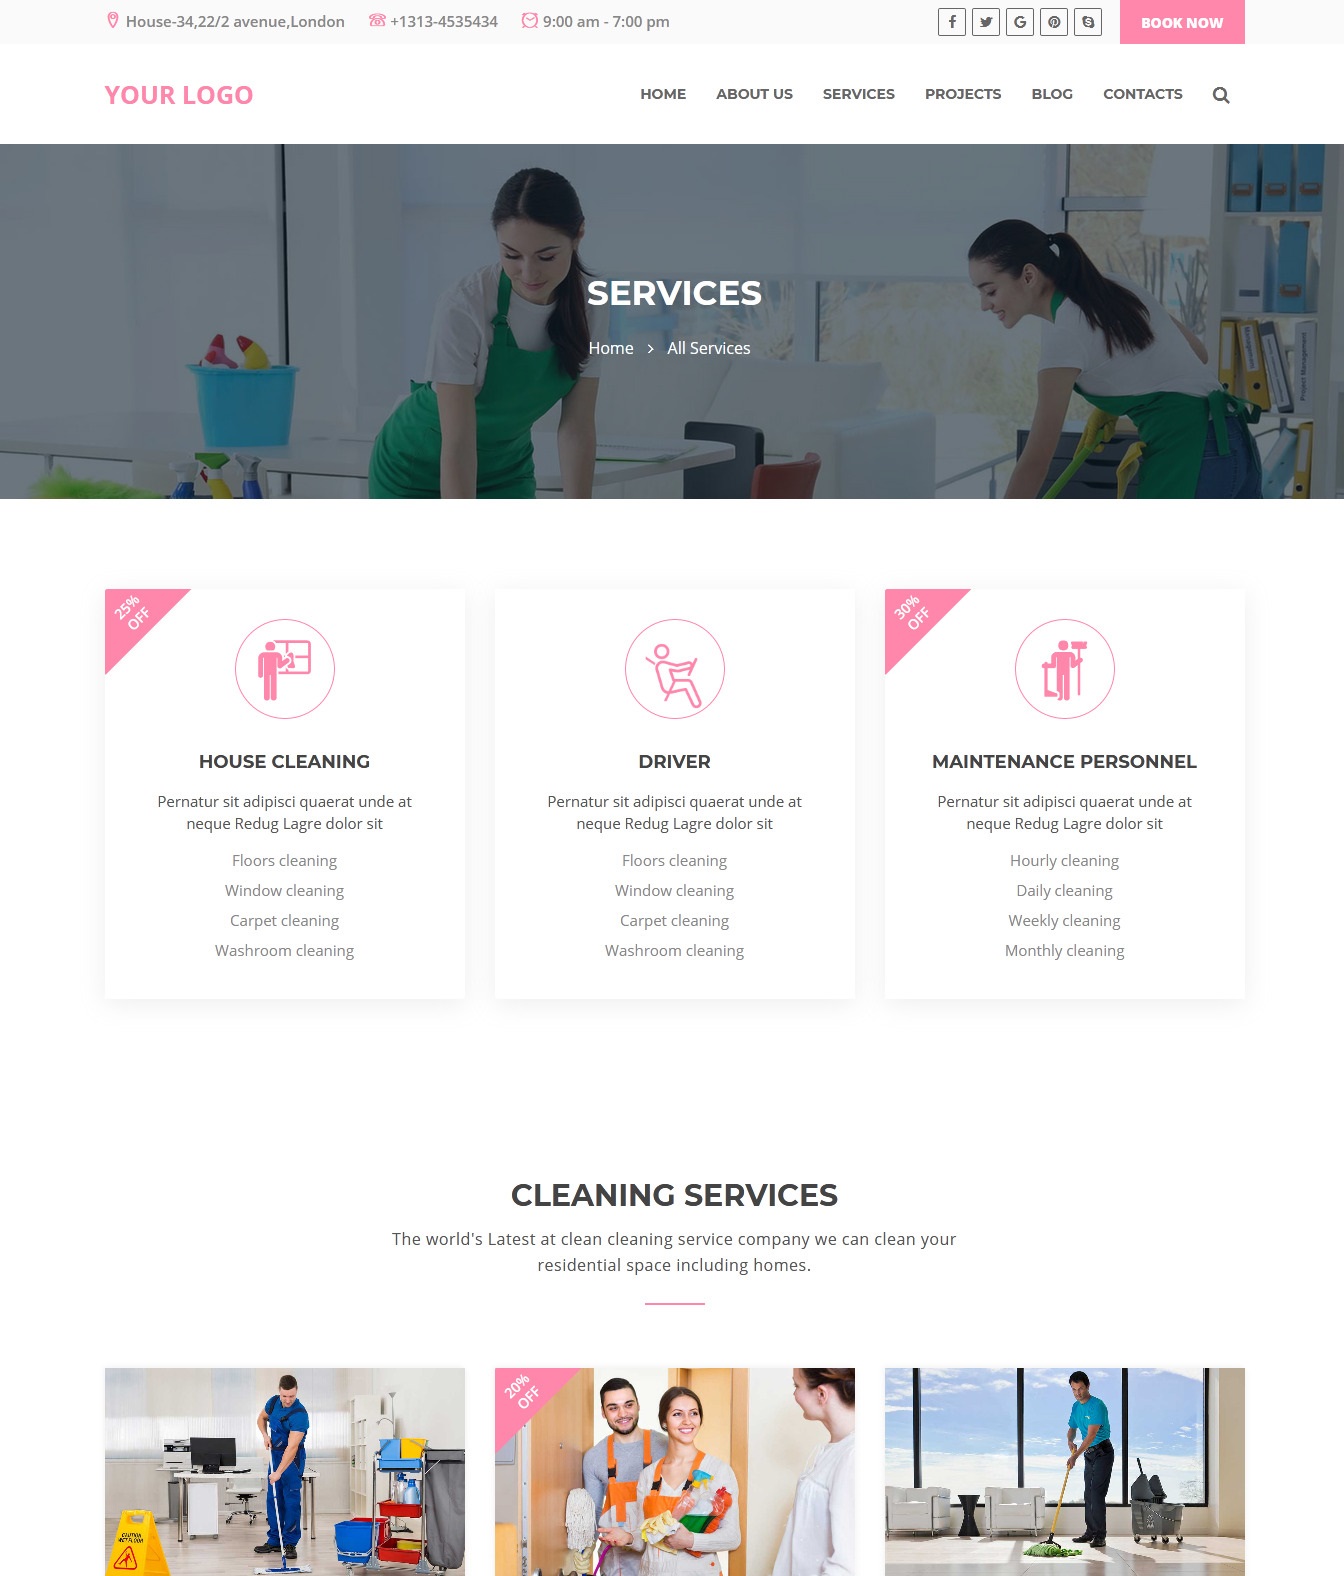 House-34,22/2 avenue,London +1313-4535434 9:00 am - 7:00 pm BOOK NOW
YOUR LOGO HOME ABOUT US SERVICES PROJECTS BLOG CONTACTS
SERVICES
Home > All Services
25% OFF
HOUSE CLEANING
Pernatur sit adipisci quaerat unde at
neque Redug Lagre dolor sit
Floors cleaning
Window cleaning
Carpet cleaning
Washroom cleaning
DRIVER
Pernatur sit adipisci quaerat unde at
neque Redug Lagre dolor sit
Floors cleaning
Window cleaning
Carpet cleaning
Washroom cleaning
30% OFF
MAINTENANCE PERSONNEL
Pernatur sit adipisci quaerat unde at
neque Redug Lagre dolor sit
Hourly cleaning
Daily cleaning
Weekly cleaning
Monthly cleaning
CLEANING SERVICES
The world's Latest at clean cleaning service company we can clean your
residential space including homes.
CAUTION
WET FLOOR
20% OFF